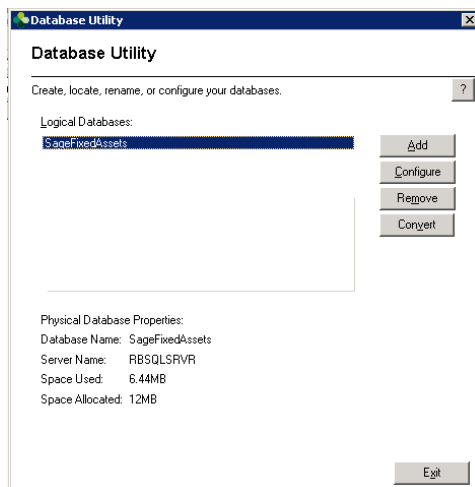 Database Utility
Database Utility
Create, locate, rename, or configure your databases.
?
Logical Databases:
SageFixedAssets
Add
Configure
Remove
Convert
Physical Database Properties:
Database Name: SageFixedAssets
Server Name: RBSQLSRVR
Space Used: 6.44MB
Space Allocated: 12MB
Exit